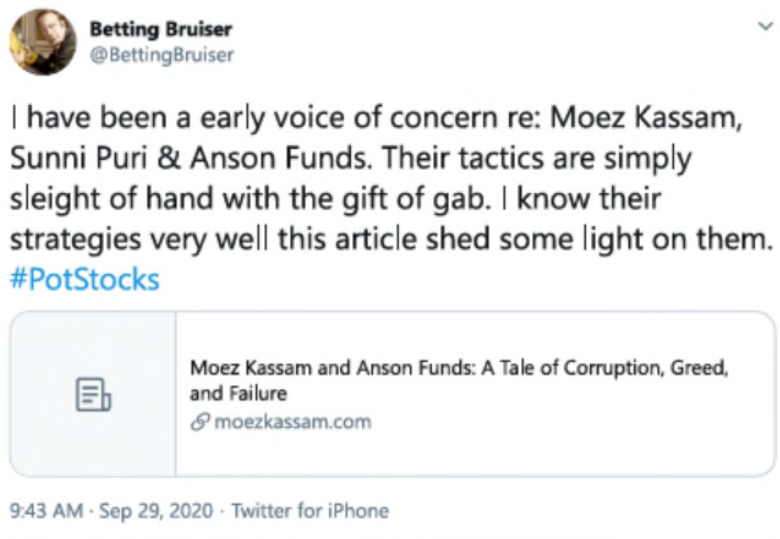 Betting Bruiser
@BettingBruiser
I have been a early voice of concern re: Moez Kassam,
Sunni Puri & Anson Funds. Their tactics are simply
sleight of hand with the gift of gab. I know their
strategies very well this article shed some light on them.
#PotStocks
Moez Kassam and Anson Funds: A Tale of Corruption, Greed,
and Failure
moezkassam.com
9:43 AM · Sep 29, 2020 · Twitter for iPhone